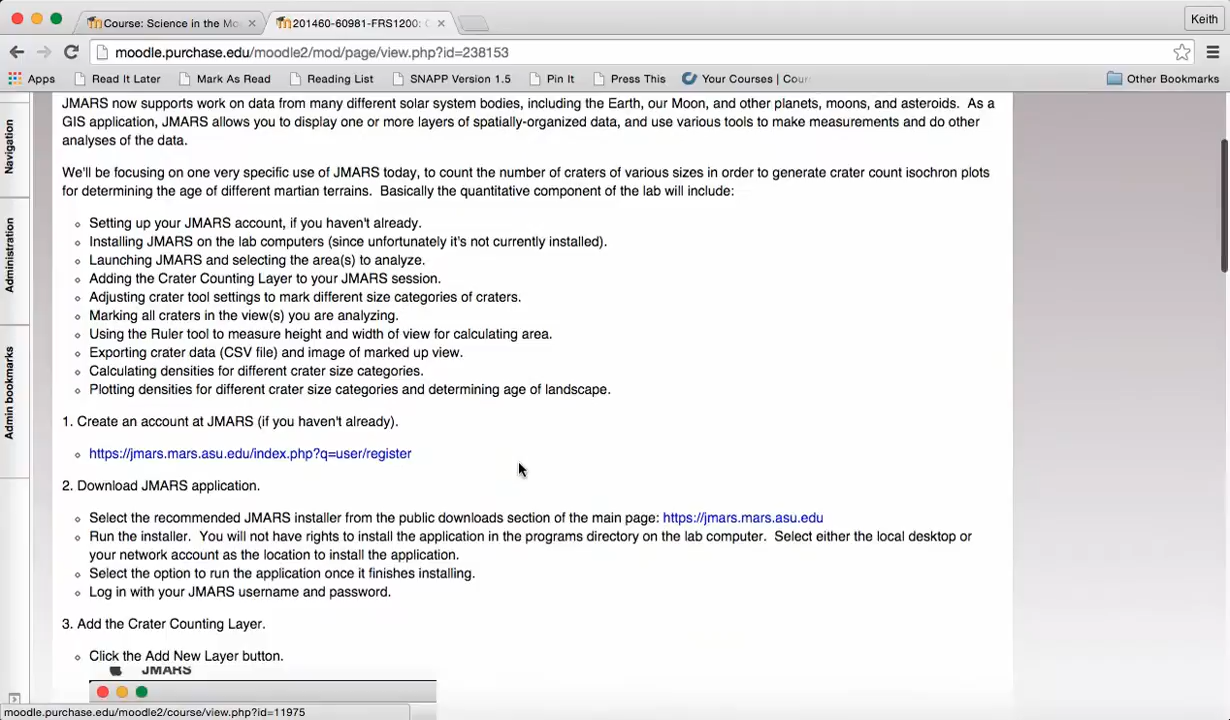 Course: Science in the Mo
201460-60981-FRS1200: C
Keith
moodle.purchase.edu/moodle2/mod/page/view.php?id=238153
Apps Read It Later Mark As Read Reading List SNAPP Version 1.5 Pin It Press This Your Courses | Cour Other Bookmarks
Navigation
Administration
Admin bookmarks
JMARS now supports work on data from many different solar system bodies, including the Earth, our Moon, and other planets, moons, and asteroids. As a
GIS application, JMARS allows you to display one or more layers of spatially-organized data, and use various tools to make measurements and do other
analyses of the data.
We'll be focusing on one very specific use of JMARS today, to count the number of craters of various sizes in order to generate crater count isochron plots
for determining the age of different martian terrains. Basically the quantitative component of the lab will include:
Setting up your JMARS account, if you haven't already.
Installing JMARS on the lab computers (since unfortunately it's not currently installed).
Launching JMARS and selecting the area(s) to analyze.
Adding the Crater Counting Layer to your JMARS session.
Adjusting crater tool settings to mark different size categories of craters.
Marking all craters in the view(s) you are analyzing.
Using the Ruler tool to measure height and width of view for calculating area.
Exporting crater data (CSV file) and image of marked up view.
Calculating densities for different crater size categories.
Plotting densities for different crater size categories and determining age of landscape.
1. Create an account at JMARS (if you haven't already).
https://jmars.mars.asu.edu/index.php?q=user/register
2. Download JMARS application.
Select the recommended JMARS installer from the public downloads section of the main page: https://jmars.mars.asu.edu
Run the installer. You will not have rights to install the application in the programs directory on the lab computer. Select either the local desktop or
your network account as the location to install the application.
Select the option to run the application once it finishes installing.
Log in with your JMARS username and password.
3. Add the Crater Counting Layer.
Click the Add New Layer button.
JMARS
moodle.purchase.edu/moodle2/course/view.php?id=11975